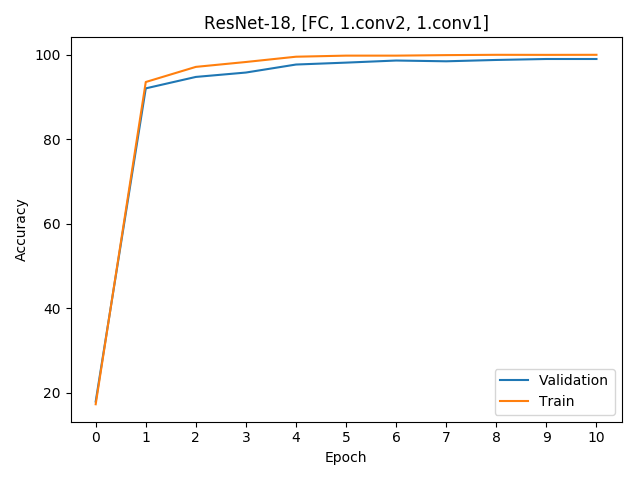 ResNet-18, [FC, 1.conv2, 1.conv1]
100
80
60
40
20
Accuracy
Validation
Train
0 1 2 3 4 5 6 7 8 9 10
Epoch